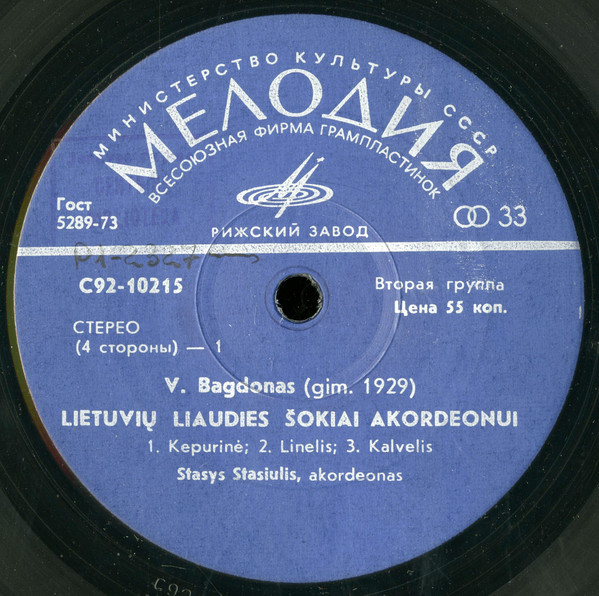 МИНИСТЕРСТВО КУЛЬТУРЫ СССР
МЕЛОДИЯ
ВСЕСОЮЗНАЯ ФИРМА ГРАМПЛАСТИНОК
Гост
5289-73
РИЖСКИЙ ЗАВОД
33
С92-10215
Вторая группа
Цена 55 коп.
СТЕРЕО
(4 стороны) — 1
V. Bagdonas (gim. 1929)
LIETUVIŲ LIAUDIES ŠOKIAI AKORDEONUI
1. Kepurinė; 2. Linelis; 3. Kalvelis
Stasys Stasiulis, akordeonas